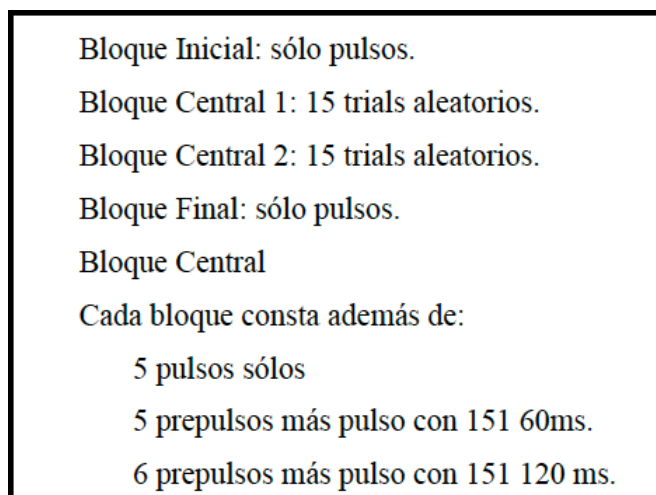 Bloque Inicial: sólo pulsos.
Bloque Central 1: 15 trials aleatorios.
Bloque Central 2: 15 trials aleatorios.
Bloque Final: sólo pulsos.
Bloque Central
Cada bloque consta además de:
5 pulsos sólos
5 prepulsos más pulso con 151 60ms.
6 prepulsos más pulso con 151 120 ms.